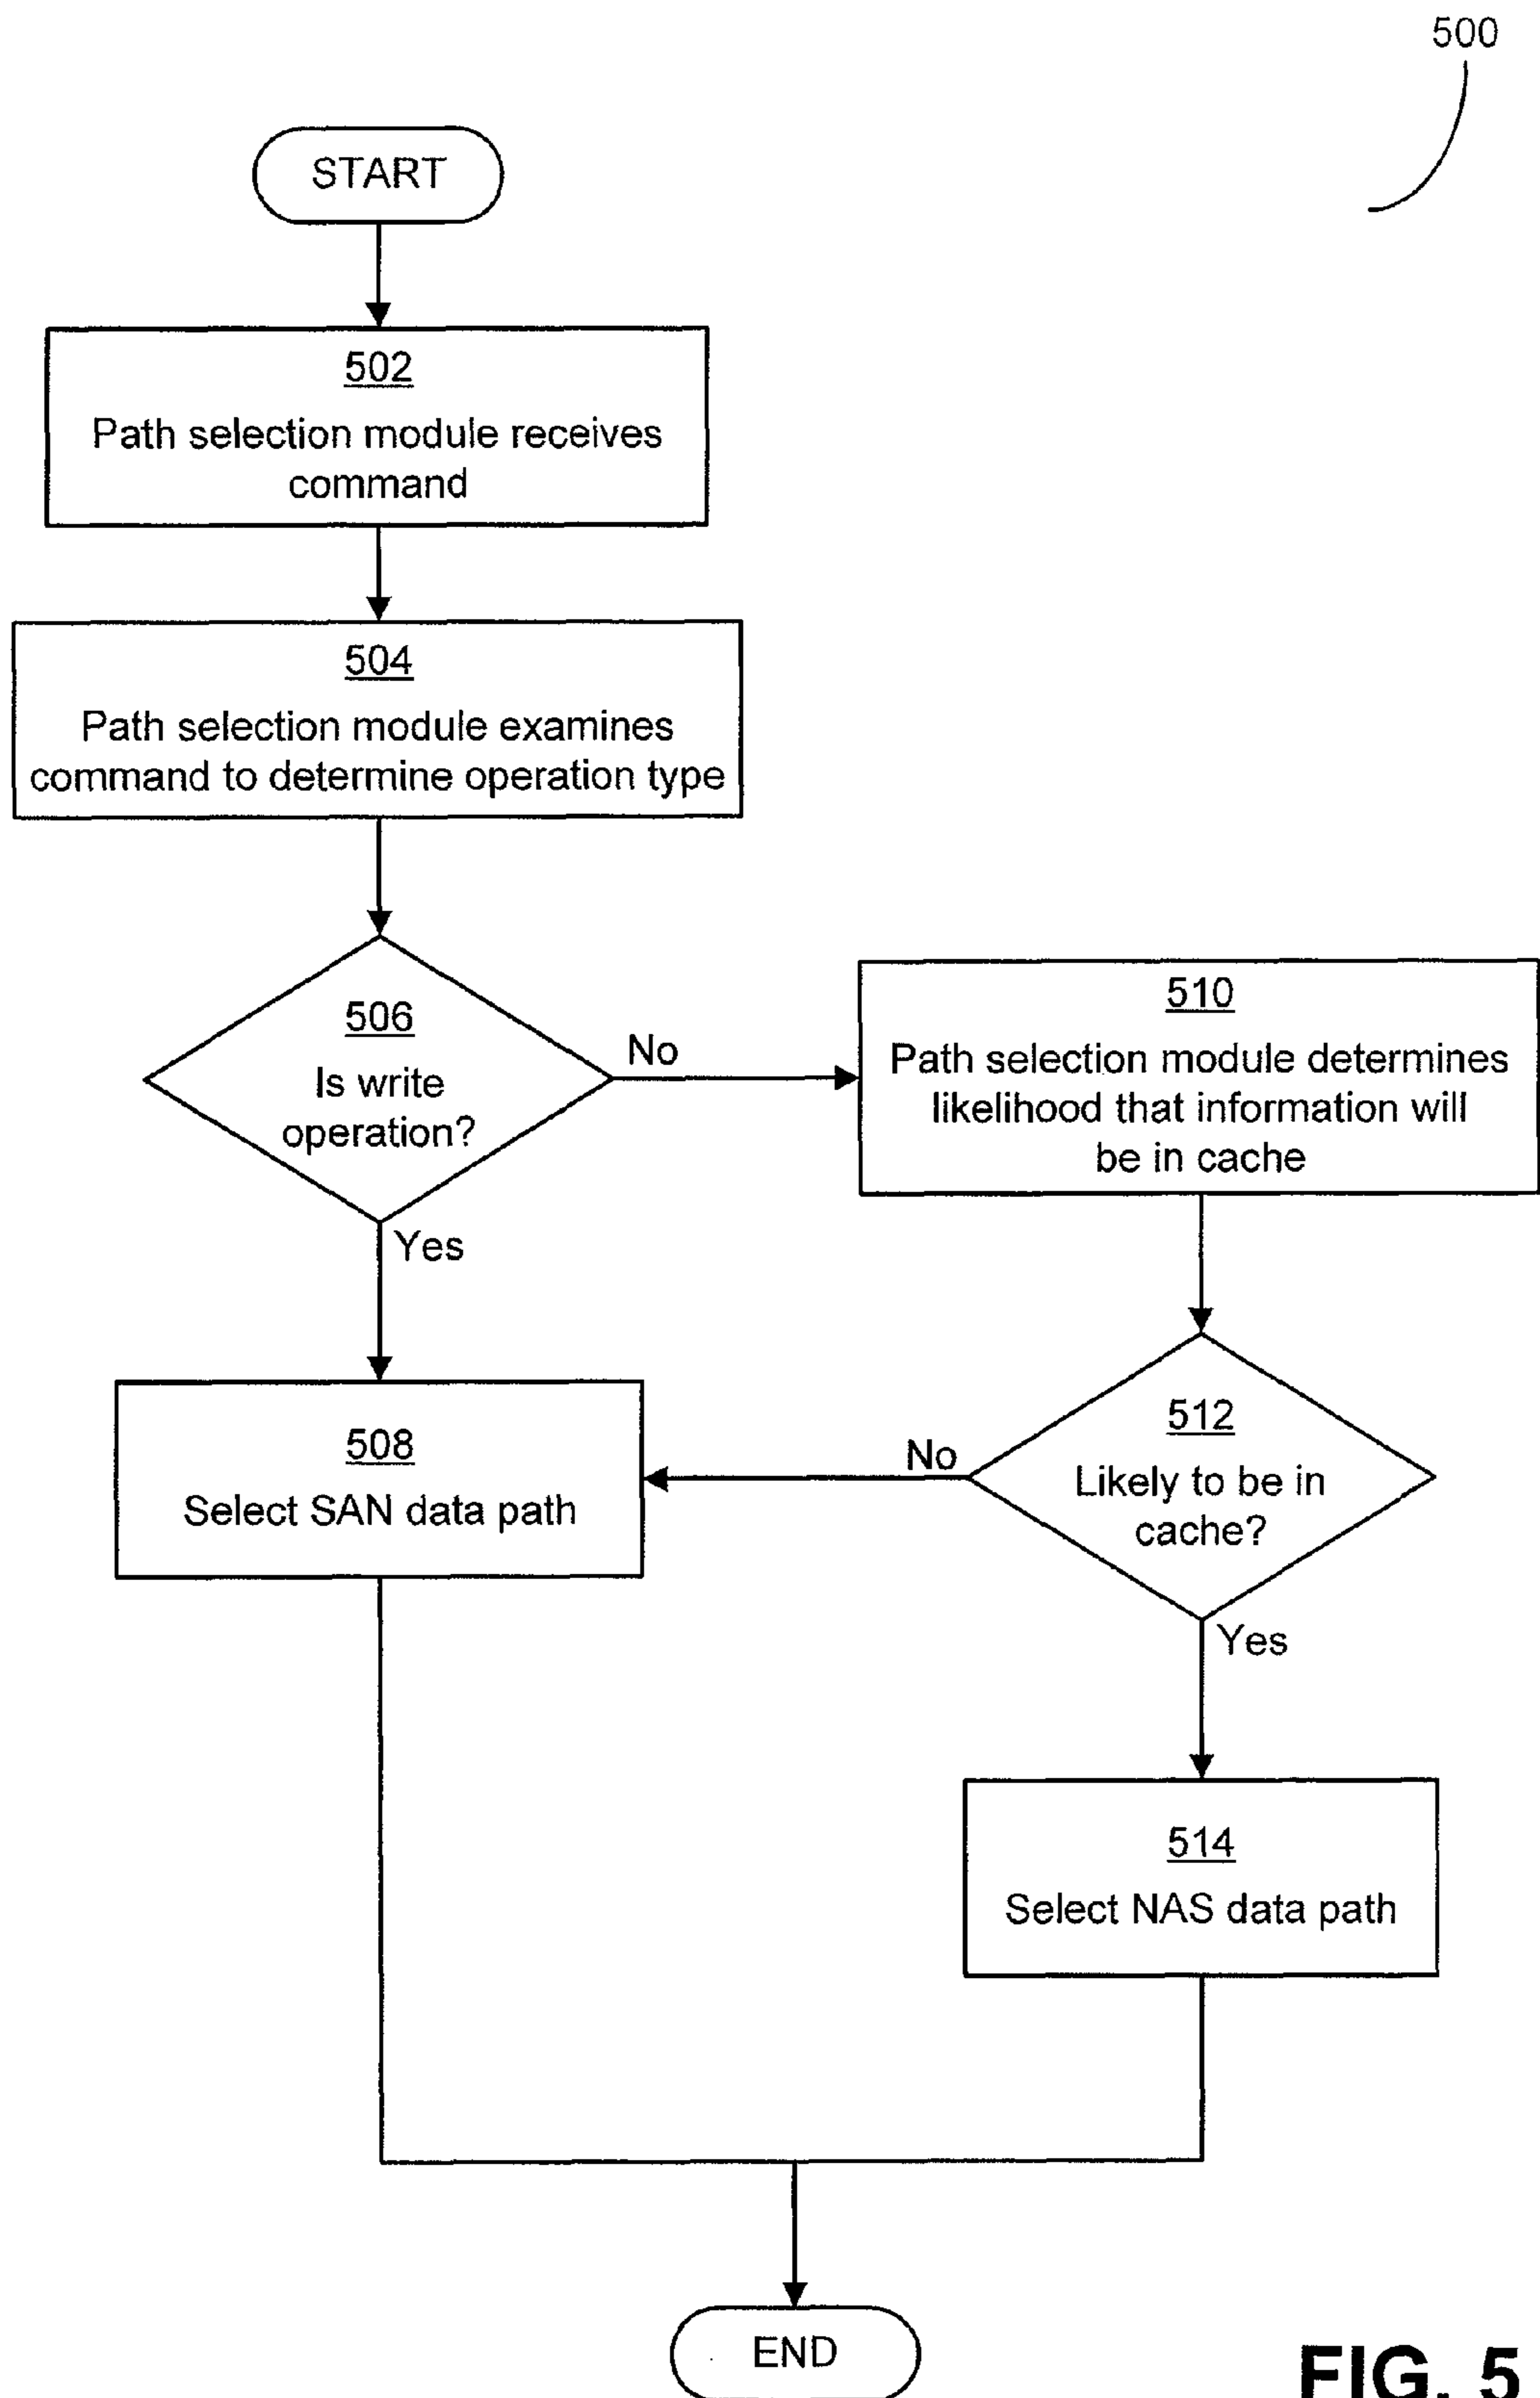 500
START
502
Path selection module receives
command
504
Path selection module examines
command to determine operation type
506
Is write
operation?
No
Yes
510
Path selection module determines
likelihood that information will
be in cache
512
Likely to be in
cache?
No
Yes
508
Select SAN data path
514
Select NAS data path
END
FIG. 5